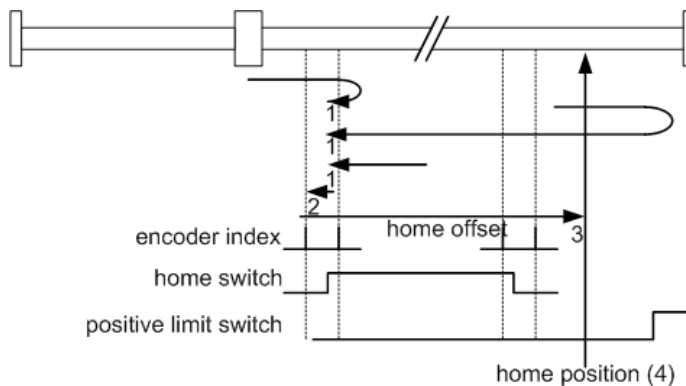 1
1
1
2
home offset
3
encoder index
home switch
positive limit switch
home position (4)